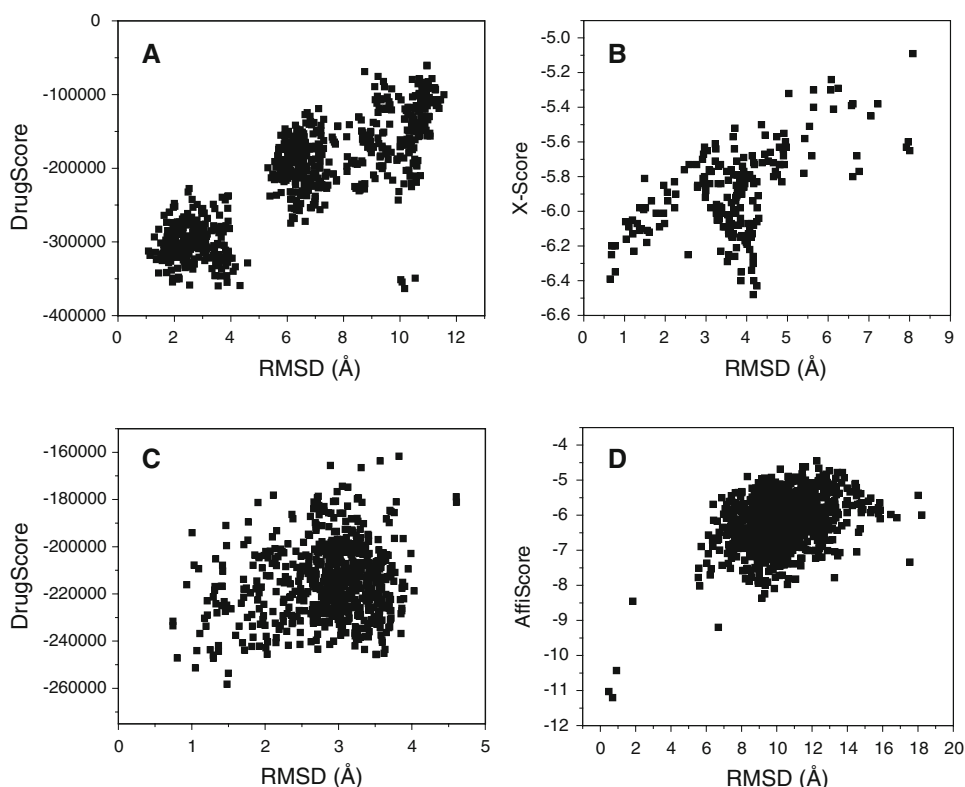 A
DrugScore
0
-100000
-200000
-300000
-400000
0 2 4 6 8 10 12
RMSD (Å)
B
X-Score
-5.0
-5.2
-5.4
-5.6
-5.8
-6.0
-6.2
-6.4
-6.6
0 1 2 3 4 5 6 7 8 9
RMSD (Å)
C
DrugScore
-160000
-180000
-200000
-220000
-240000
-260000
0 1 2 3 4 5
RMSD (Å)
D
AffiScore
-4
-5
-6
-7
-8
-9
-10
-11
-12
0 2 4 6 8 10 12 14 16 18 20
RMSD (Å)